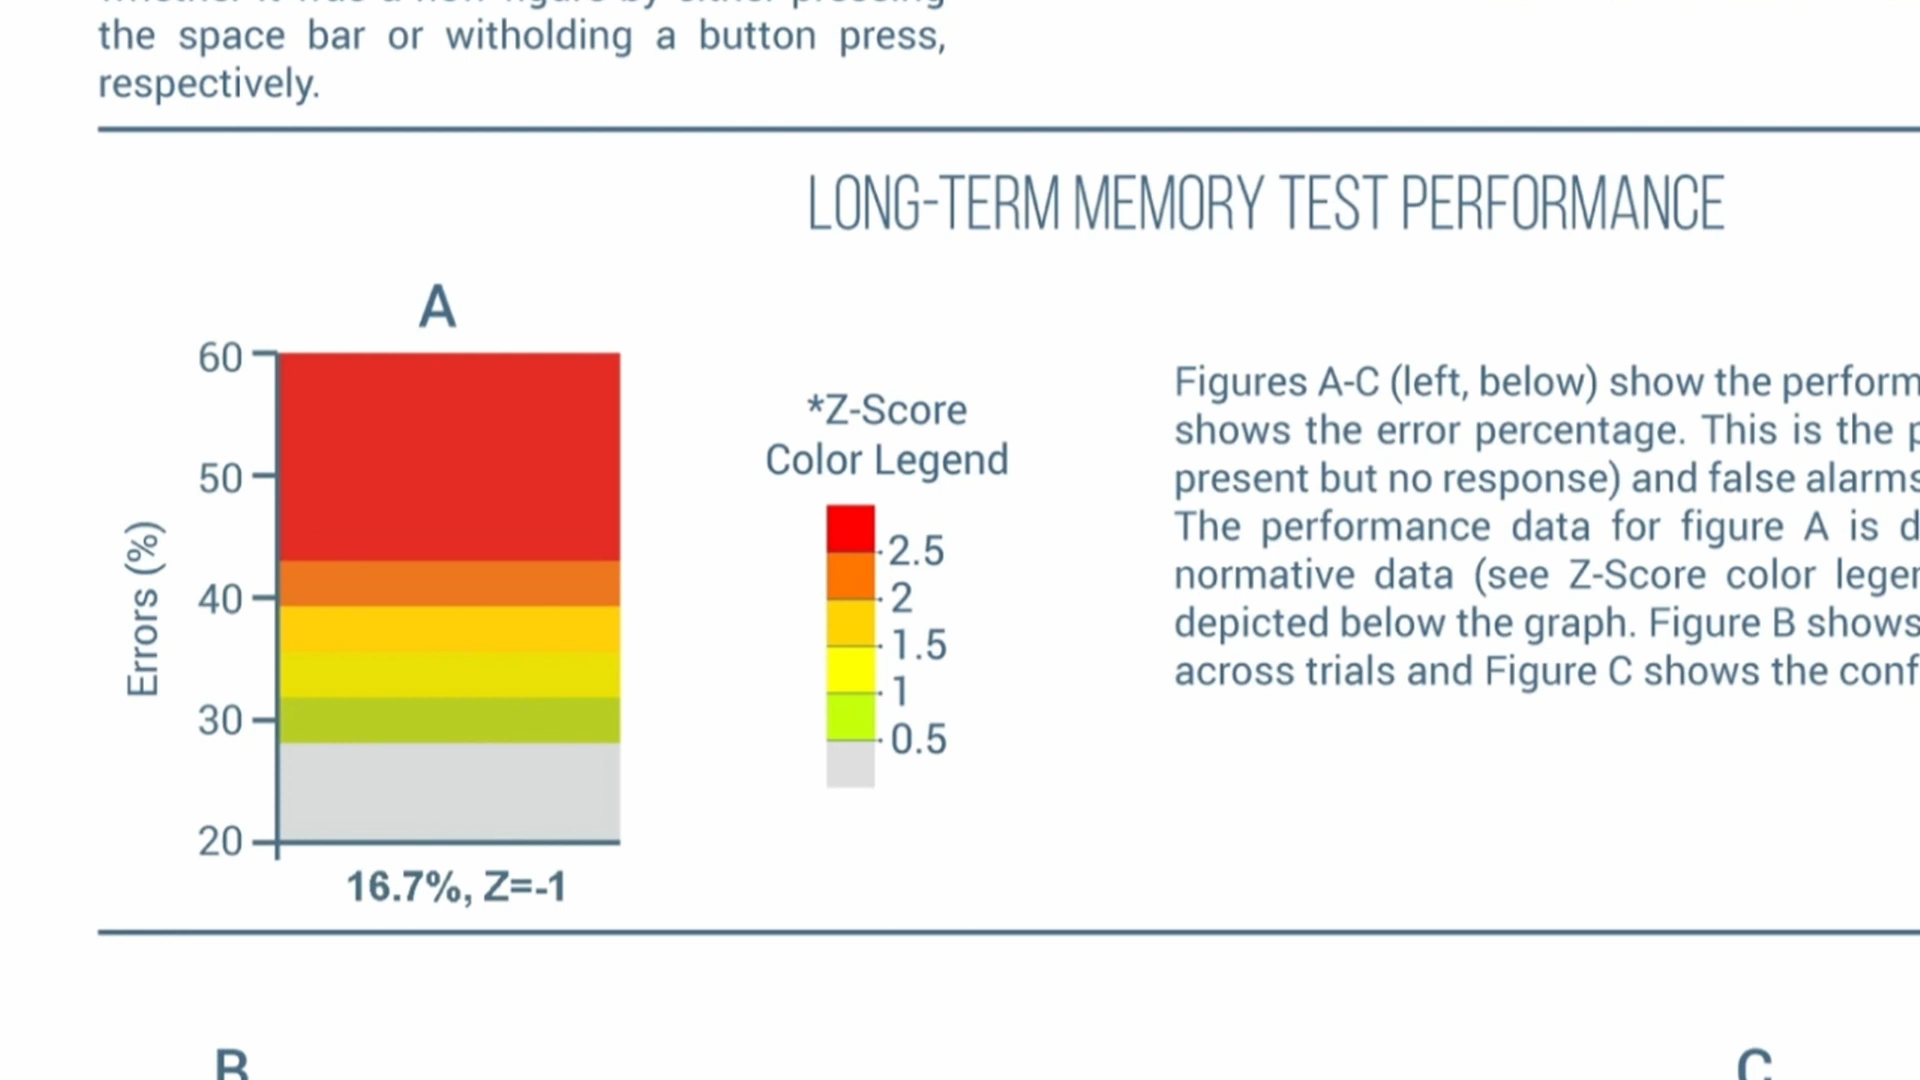 the space bar or witholding a button press,
respectively.
LONG-TERM MEMORY TEST PERFORMANCE
A
60
50
40
30
20
Errors (%)
16.7%, Z=-1
*Z-Score
Color Legend
2.5
2
1.5
1
0.5
Figures A-C (left, below) show the perform
shows the error percentage. This is the p
present but no response) and false alarms
The performance data for figure A is d
normative data (see Z-Score color leger
depicted below the graph. Figure B shows
across trials and Figure C shows the conf
B
C